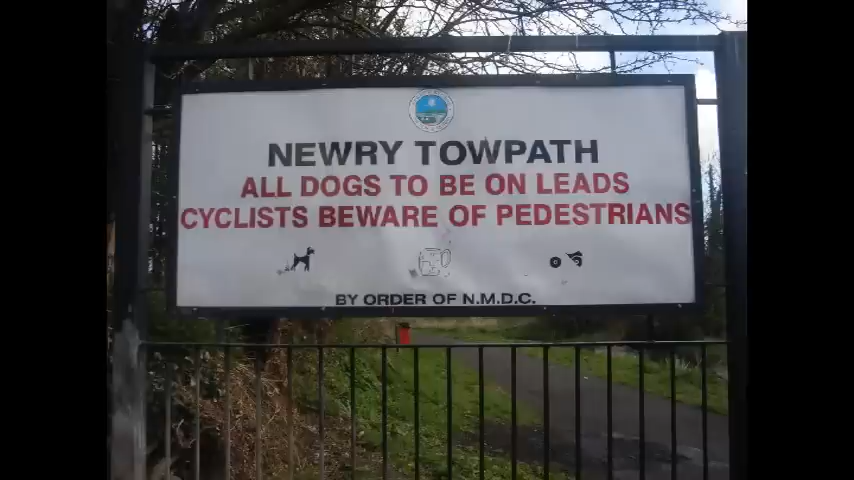 NEWRY TOWPATH
ALL DOGS TO BE ON LEADS
CYCLISTS BEWARE OF PEDESTRIANS
BY ORDER OF N.M.D.C.